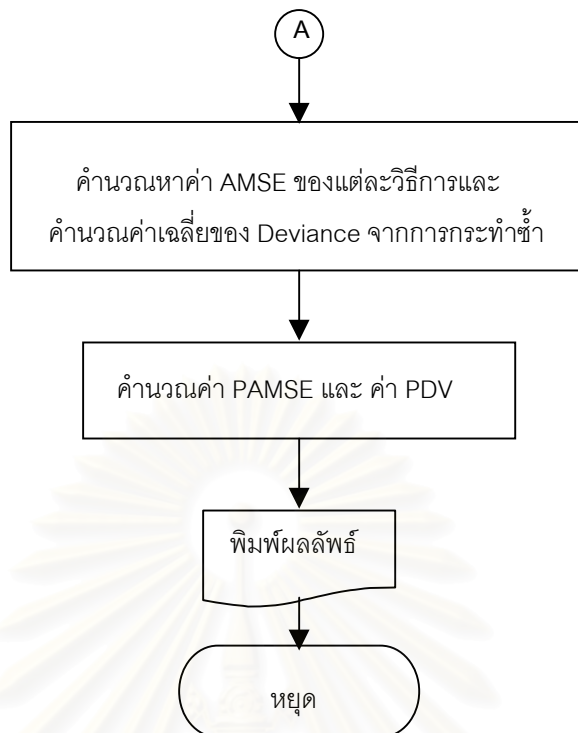 A
คำนวณหาค่า AMSE ของแต่ละวิธีการและ
คำนวณค่าเฉลี่ยของ Deviance จากการกระทำซ้ำ
คำนวณค่า PAMSE และ ค่า PDV
พิมพ์ผลลัพธ์
หยุด